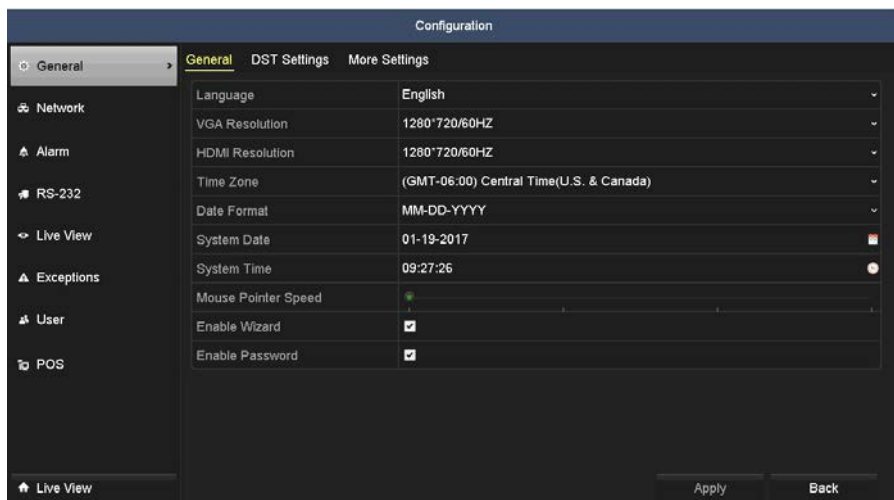 Configuration
General
Network
Alarm
RS-232
Live View
Exceptions
User
POS
Live View
General DST Settings More Settings
Language English
VGA Resolution 1280*720/60HZ
HDMI Resolution 1280*720/60HZ
Time Zone (GMT-06:00) Central Time(U.S. & Canada)
Date Format MM-DD-YYYY
System Date 01-19-2017
System Time 09:27:26
Mouse Pointer Speed
Enable Wizard
Enable Password
Apply Back